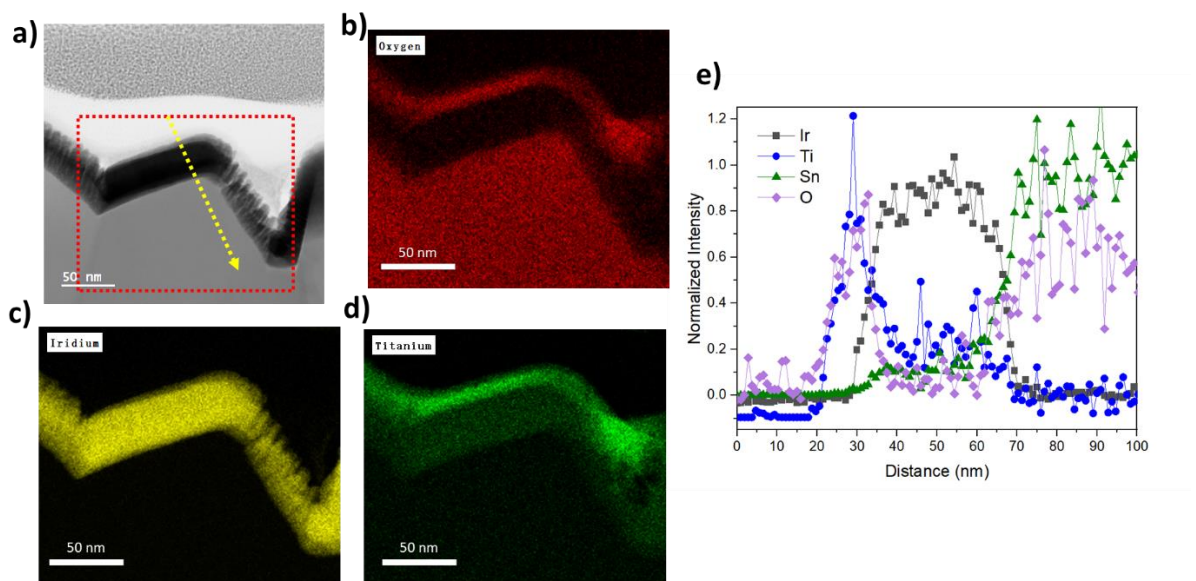 a)
50 nm
b)
Oxygen
50 nm
c)
Iridium
50 nm
d)
Titanium
50 nm
e)
1.2
1.0
0.8
0.6
0.4
0.2
0.0
Normalized Intensity
Ir
Ti
Sn
O
0 10 20 30 40 50 60 70 80 90 100
Distance (nm)